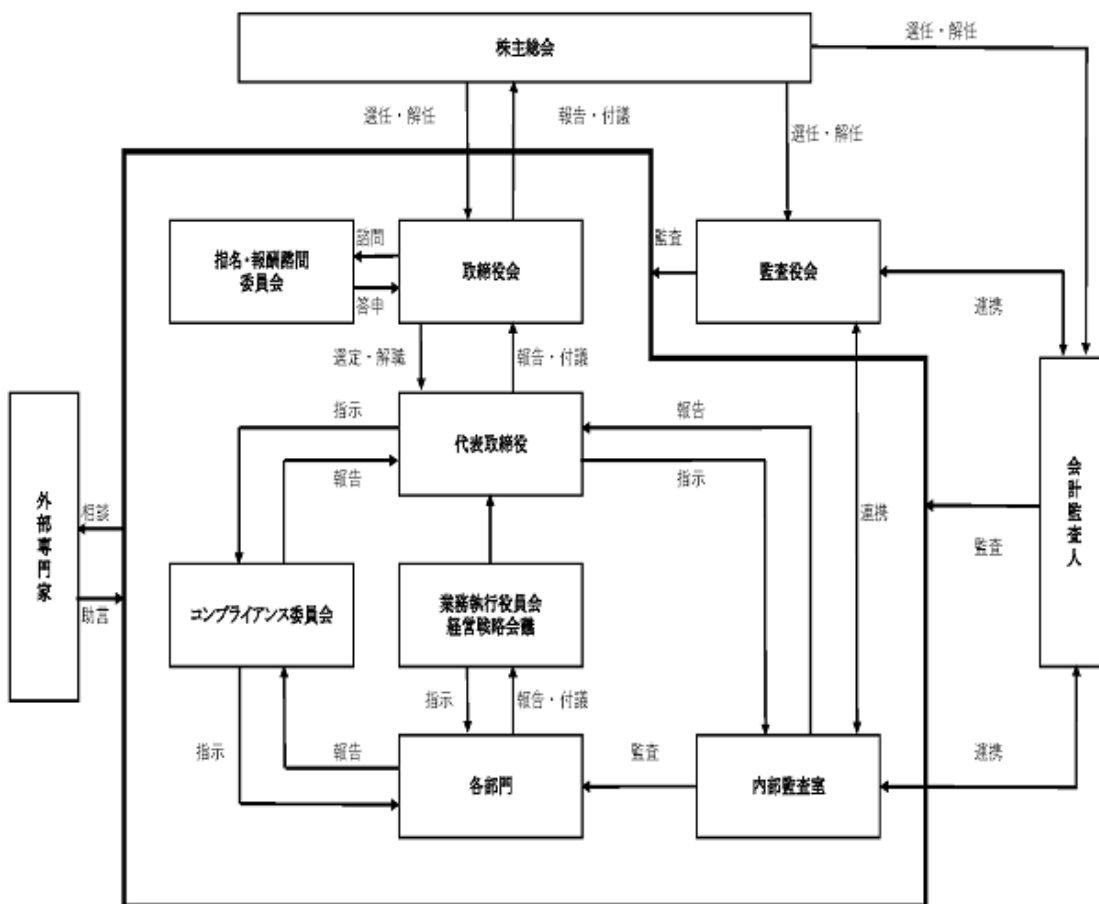 株主総会
選任・解任
選任・解任
報告・付議
選任・解任
指名・報酬諮問
委員会
諮問
答申
取締役会
監査
監査役会
連携
選定・解職
報告・付議
指示
報告
代表取締役
報告
指示
連携
外部専門家
相談
助言
会計監査人
監査
コンプライアンス委員会
業務執行役員会
経営戦略会議
指示
報告・付議
指示
報告
各部門
監査
内部監査室
連携